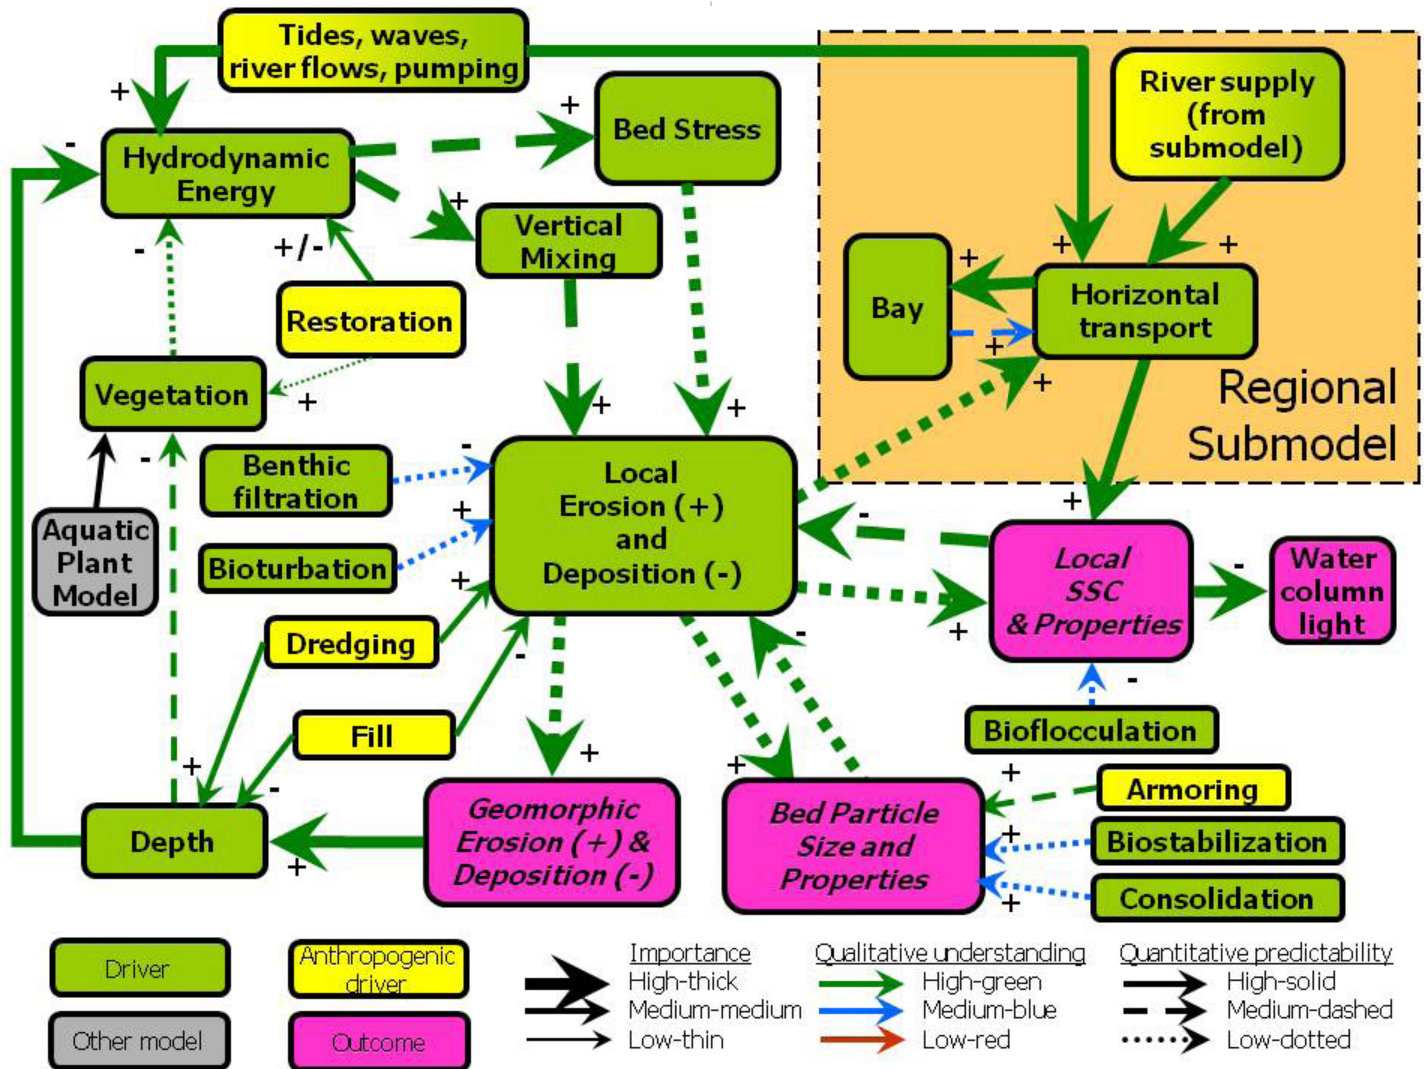 Tides, waves,
river flows, pumping
+
-
Hydrodynamic
Energy
+
Bed Stress
+
Vertical
Mixing
River supply
(from
submodel)
+
+
+
Bay
+
+
Horizontal
transport
Regional
Submodel
-
+/-
Restoration
Vegetation
+
-
+
+
Benthic
filtration
-
+
Bioturbation
+
Local
Erosion (+)
and
Deposition (-)
-
+
+
Local
SSC
& Properties
-
Water
column
light
Aquatic
Plant
Model
Dredging
-
-
Fill
+
-
+
+
-
Bioflocculation
+
Armoring
Depth
+
Geomorphic
Erosion (+) &
Deposition (-)
Bed Particle
Size and
Properties
+
Biostabilization
+
Consolidation
Driver
Anthropogenic
driver
Other model
Outcome
Importance
High-thick
Medium-medium
Low-thin
Qualitative understanding
High-green
Medium-blue
Low-red
Quantitative predictability
High-solid
Medium-dashed
Low-dotted